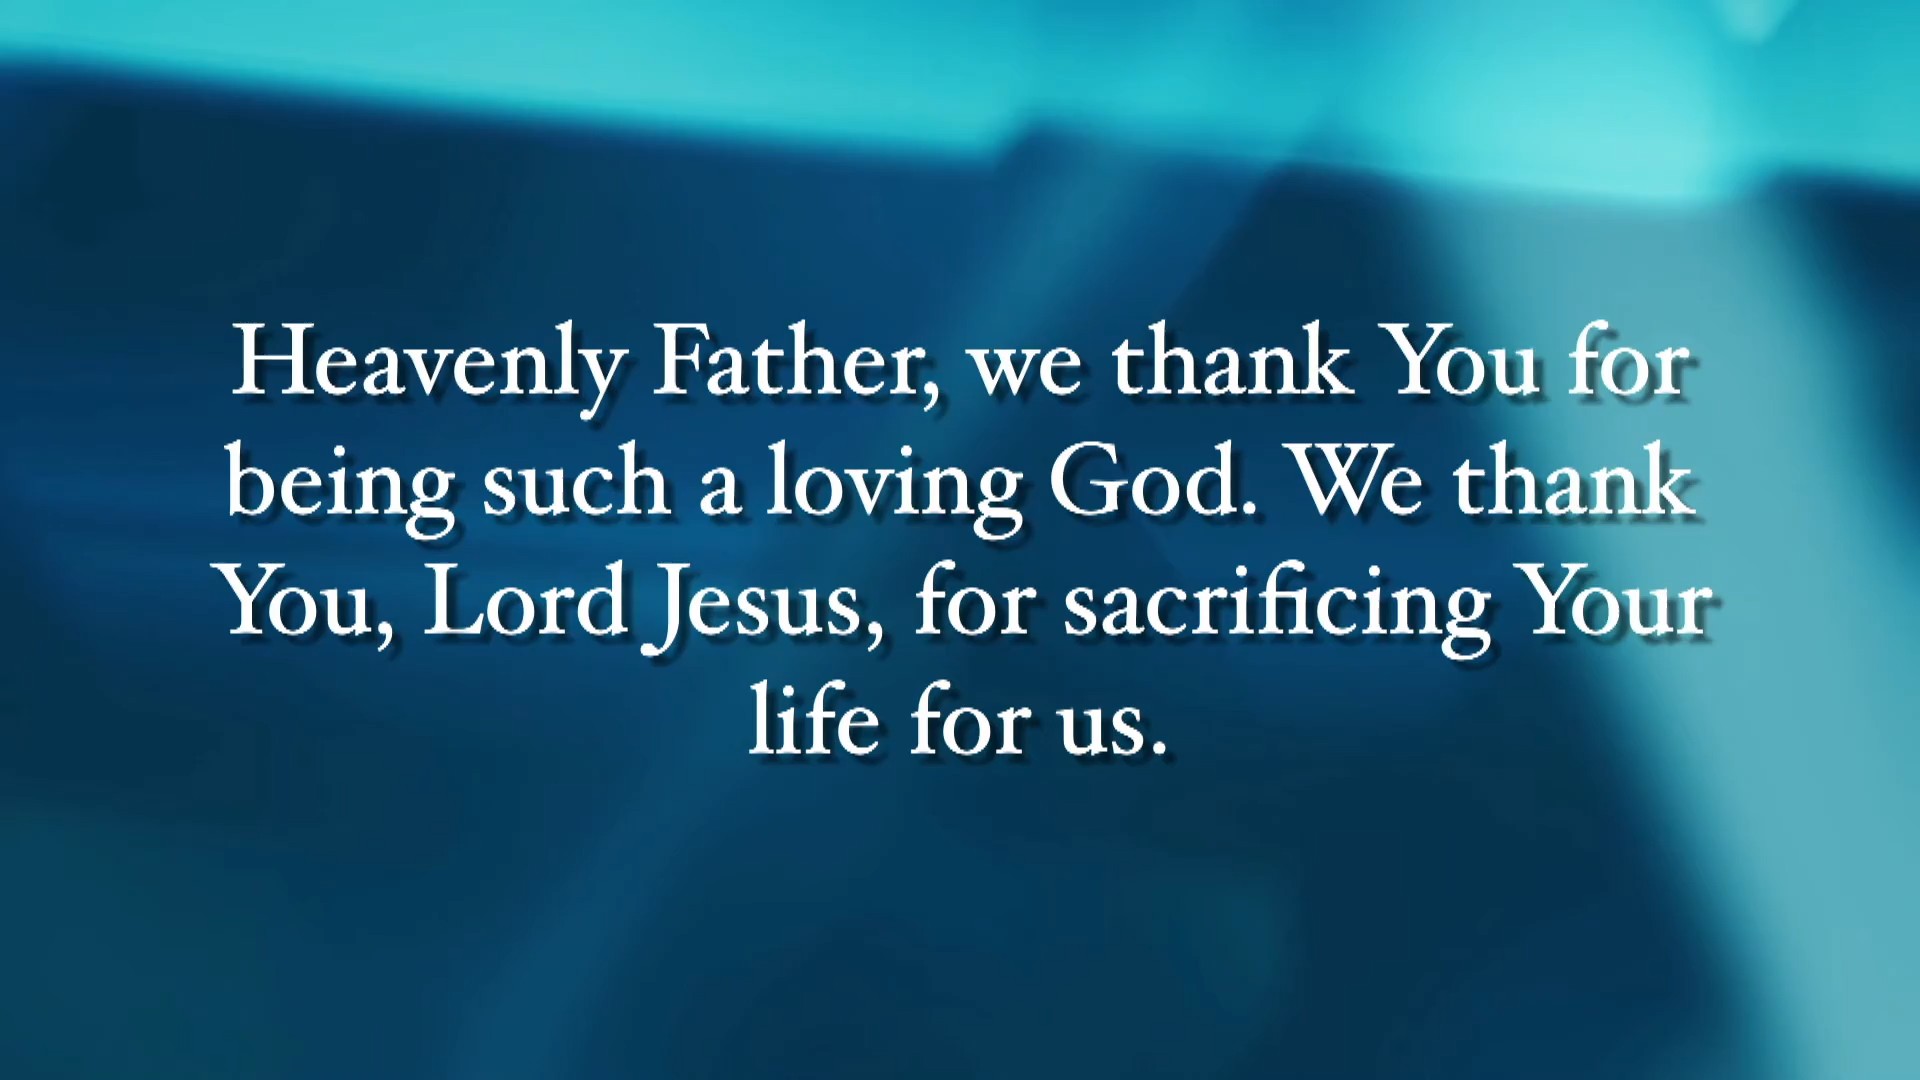 Heavenly Father, we thank You for
being such a loving God. We thank
You, Lord Jesus, for sacrificing Your
life for us.